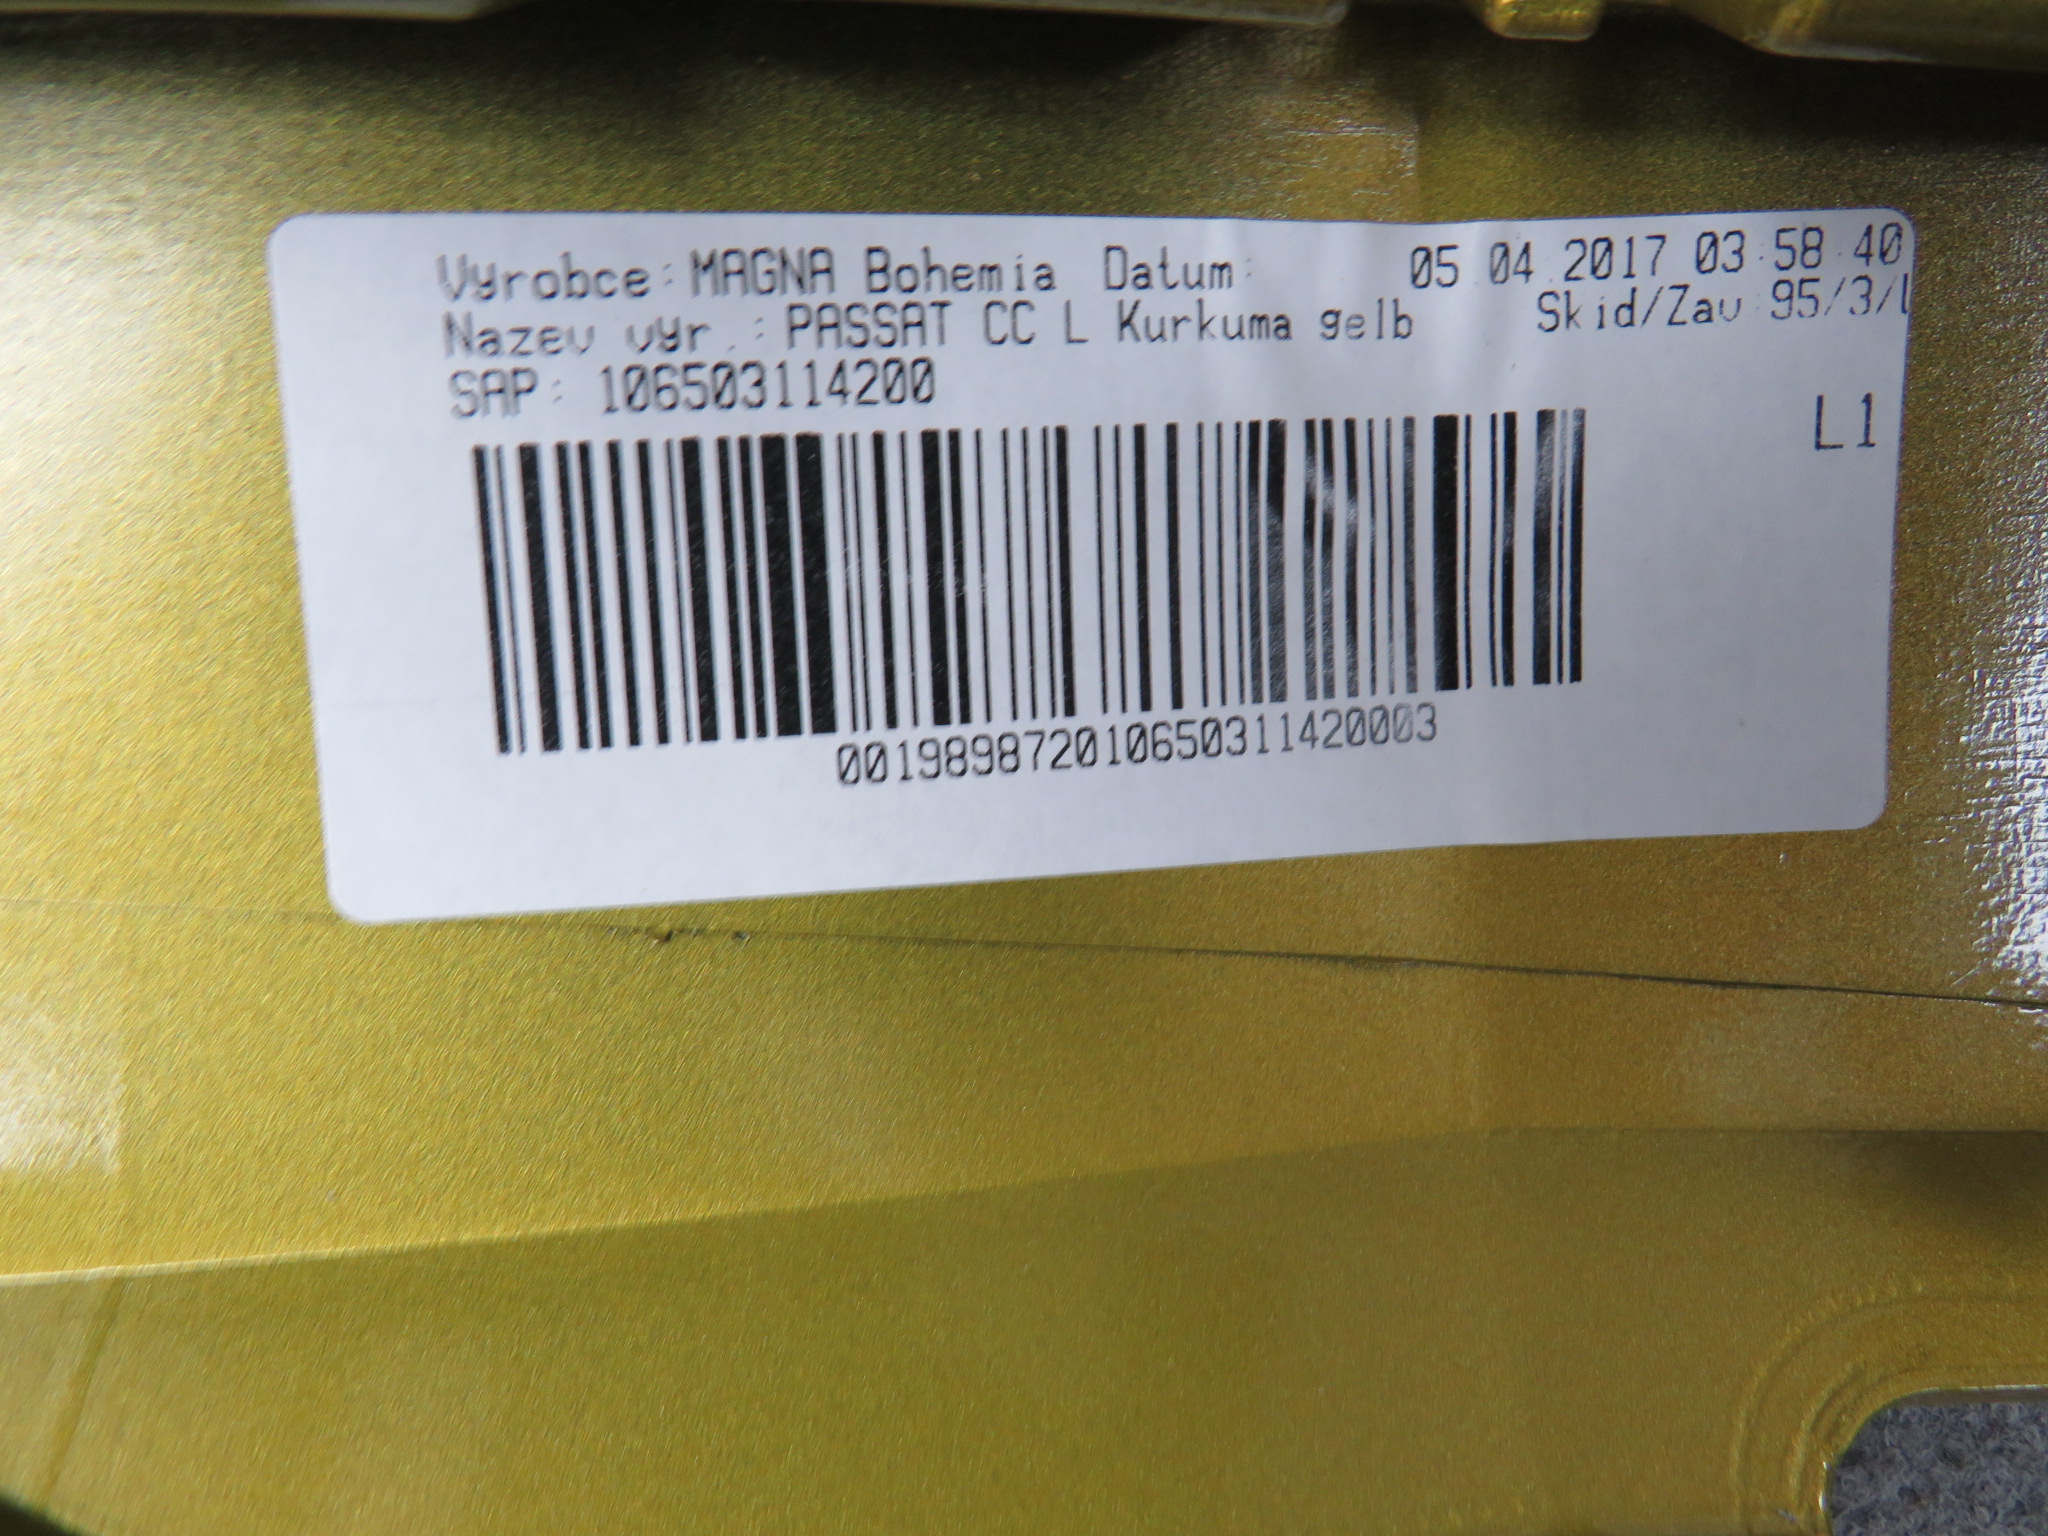 Vyrobce: MAGNA Bohemia Datum: 05.04.2017 03:58:40
Nazev vyr.: PASSAT CC L Kurkuma gelb Skid/Zav 95/3/
SAP: 106503114200
L1
001989872010650311420003